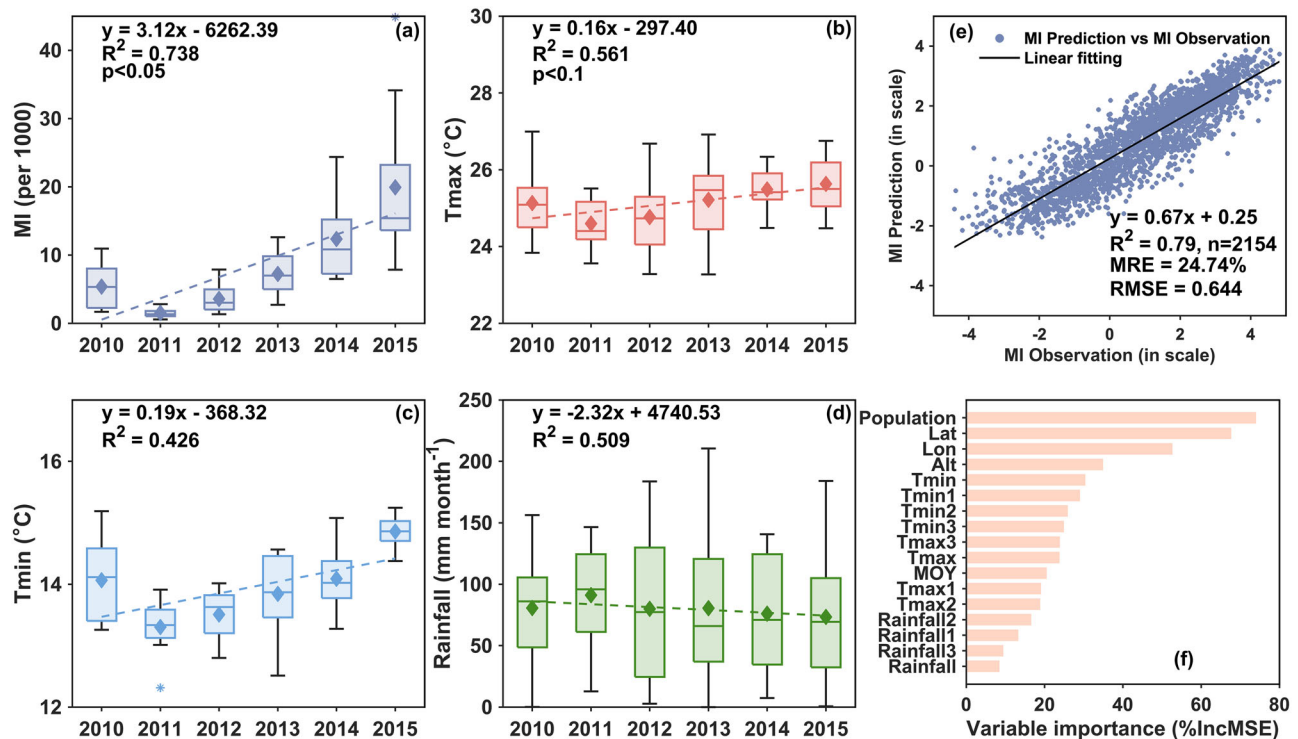 y = 3.12x - 6262.39
R² = 0.738
p<0.05
(a)
MI (per 1000)
40
30
20
10
0
2010 2011 2012 2013 2014 2015
y = 0.16x - 297.40
R² = 0.561
p<0.1
(b)
Tmax (°C)
30
28
26
24
22
2010 2011 2012 2013 2014 2015
(e)
MI Prediction vs MI Observation
Linear fitting
MI Prediction (in scale)
4
2
0
-2
-4
y = 0.67x + 0.25
R² = 0.79, n=2154
MRE = 24.74%
RMSE = 0.644
-4 -2 0 2 4
MI Observation (in scale)
y = 0.19x - 368.32
R² = 0.426
(c)
Tmin (°C)
16
14
12
2010 2011 2012 2013 2014 2015
y = -2.32x + 4740.53
R² = 0.509
(d)
Rainfall (mm month⁻¹)
250
200
150
100
50
0
2010 2011 2012 2013 2014 2015
Population
Lat
Lon
Alt
Tmin
Tmin1
Tmin2
Tmin3
Tmax3
Tmax
MOY
Tmax1
Tmax2
Rainfall2
Rainfall1
Rainfall3
Rainfall
(f)
0 20 40 60 80
Variable importance (%IncMSE)